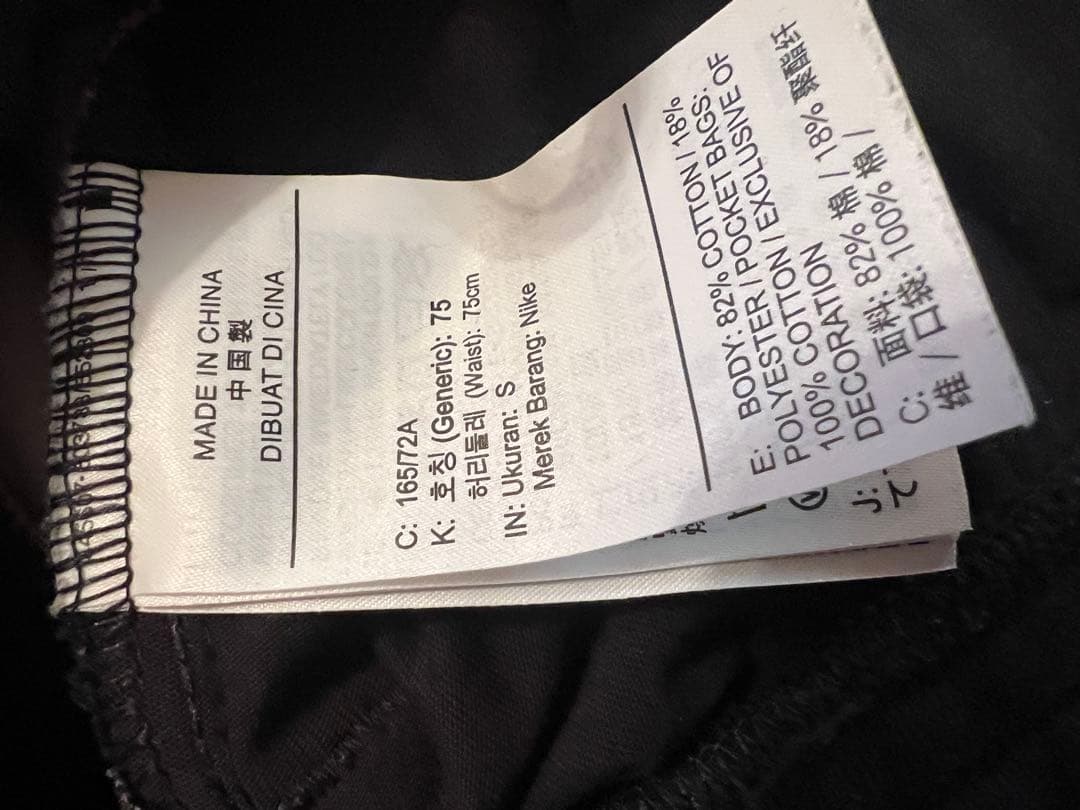 MADE IN CHINA
中国製
DIBUAT DI CINA
C: 165/72A
K: 호칭 (Generic): 75
허리둘레 (Waist): 75cm
IN: Ukuran: S
Merek Barang: Nike
E: BODY: 82% COTTON / 18%
POLYESTER / POCKET BAGS:
100% COTTON / EXCLUSIVE OF
DECORATION
C: 面料: 82% 棉 / 18% 聚酯纤
维 / 口袋: 100% 棉 /
J:
て